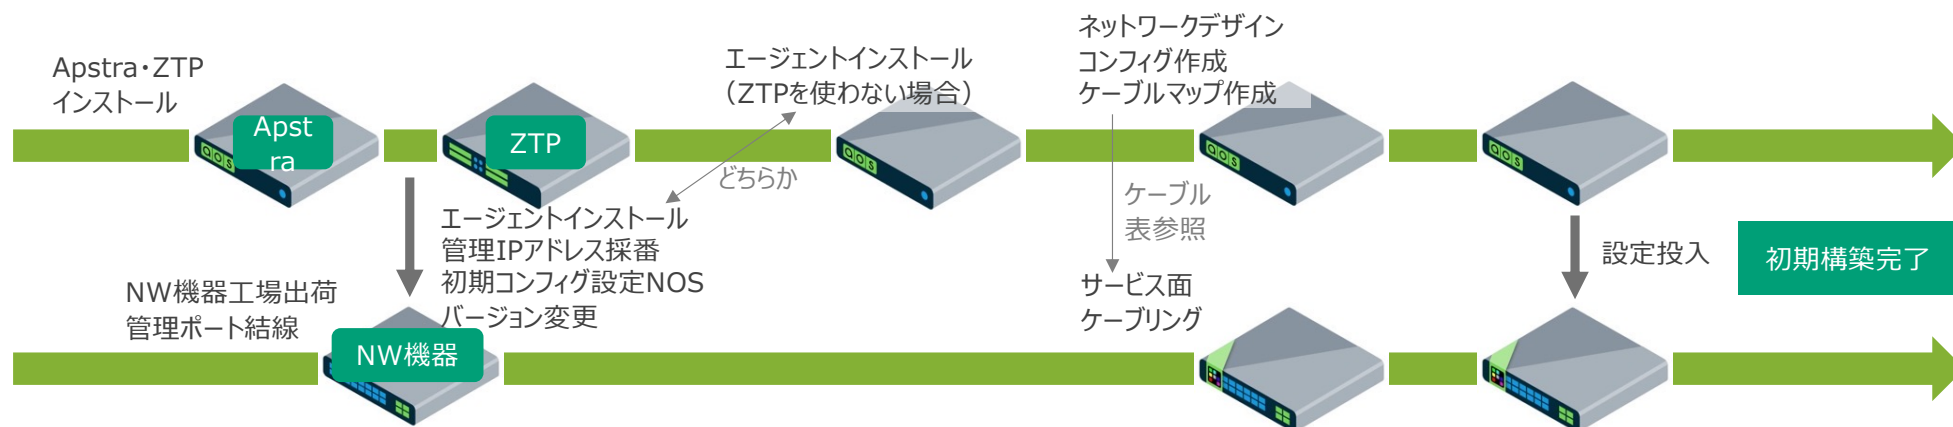 Apstra・ZTP
インストール
Apst
ra
ZTP
エージェントインストール
（ZTPを使わない場合）
どちらか
ネットワークデザイン
コンフィグ作成
ケーブルマップ作成
ケーブル
表参照
エージェントインストール
管理IPアドレス採番
初期コンフィグ設定NOS
バージョン変更
NW機器工場出荷
管理ポート結線
NW機器
サービス面
ケーブリング
設定投入
初期構築完了